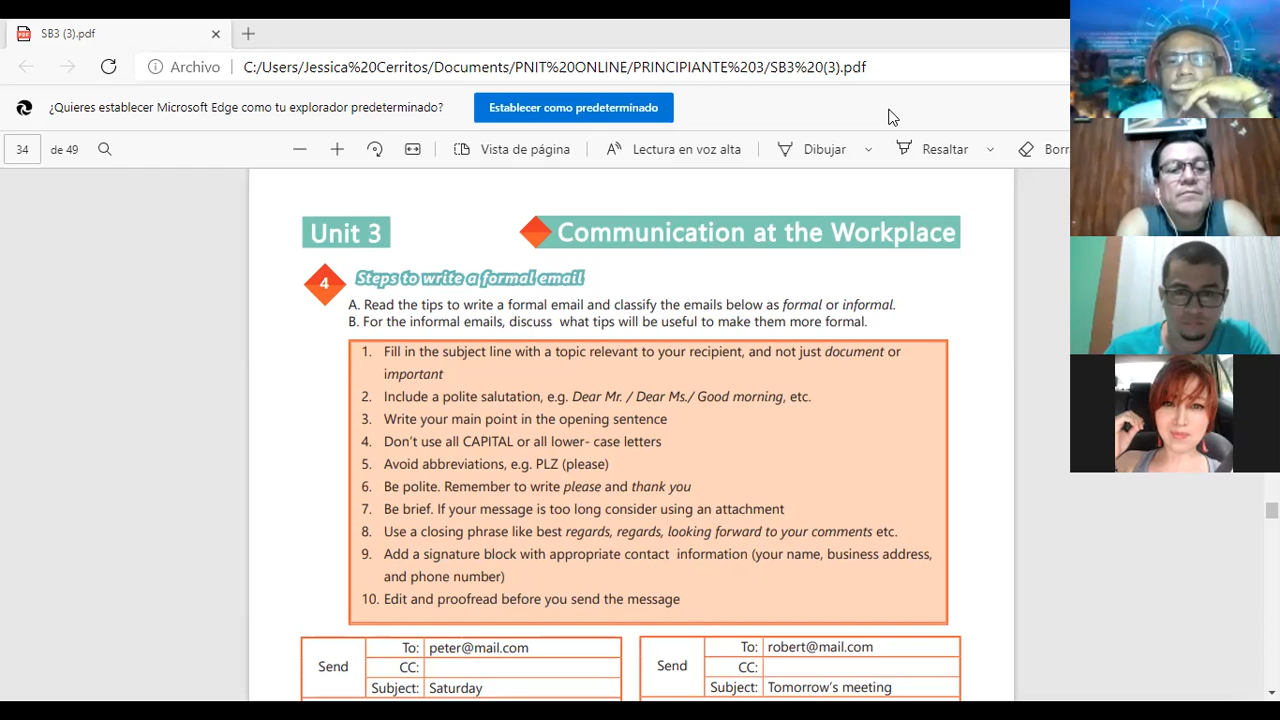 SB3 (3).pdf
Archivo C:/Users/Jessica%20Cerritos/Documents/PNIT%20ONLINE/PRINCIPIANTE%203/SB3%20(3).pdf
¿Quieres establecer Microsoft Edge como tu explorador predeterminado? Establecer como predeterminado
34 de 49 Vista de página Lectura en voz alta Dibujar Resaltar Borr
Unit 3 Communication at the Workplace
4 Steps to write a formal email
A. Read the tips to write a formal email and classify the emails below as formal or informal.
B. For the informal emails, discuss what tips will be useful to make them more formal.
1. Fill in the subject line with a topic relevant to your recipient, and not just document or
important
2. Include a polite salutation, e.g. Dear Mr. / Dear Ms./ Good morning, etc.
3. Write your main point in the opening sentence
4. Don't use all CAPITAL or all lower- case letters
5. Avoid abbreviations, e.g. PLZ (please)
6. Be polite. Remember to write please and thank you
7. Be brief. If your message is too long consider using an attachment
8. Use a closing phrase like best regards, regards, looking forward to your comments etc.
9. Add a signature block with appropriate contact information (your name, business address,
and phone number)
10. Edit and proofread before you send the message
Send
To: peter@mail.com
CC:
Subject: Saturday
Send
To: robert@mail.com
CC:
Subject: Tomorrow's meeting